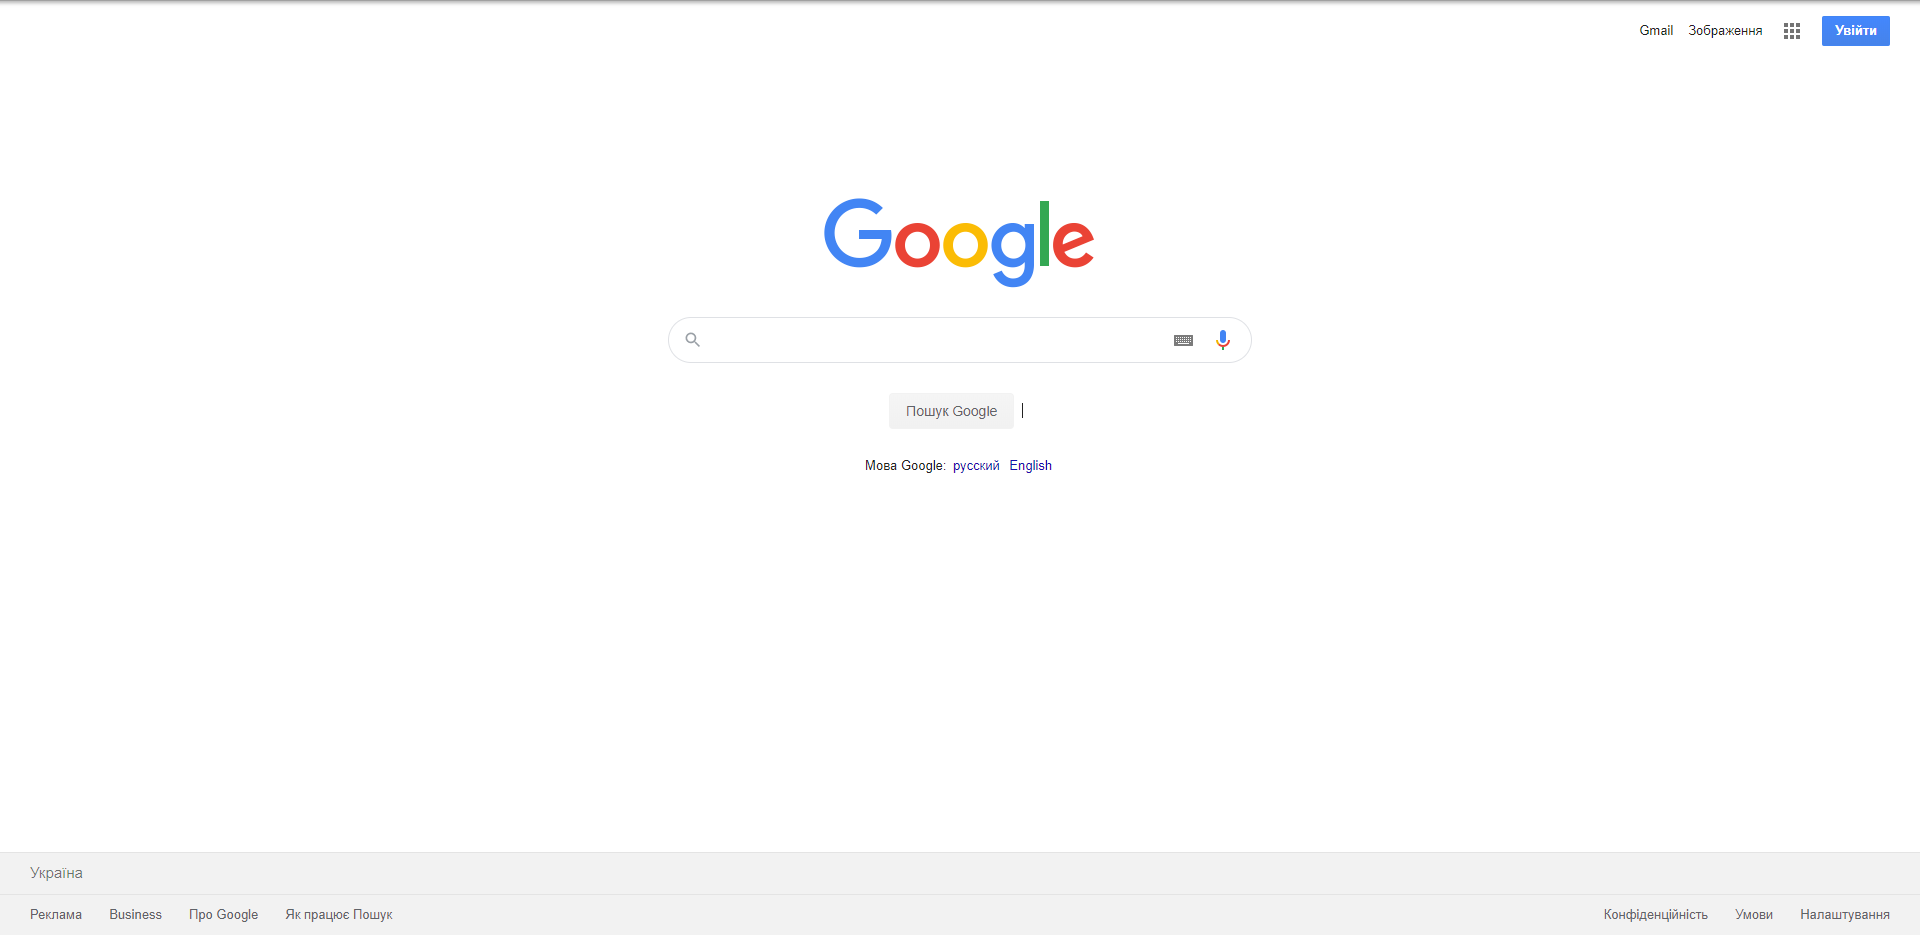 Gmail Зображення Увійти
Google
Пошук Google
Мова Google: русский English
Україна
Реклама Business Про Google Як працює Пошук Конфіденційність Умови Налаштування